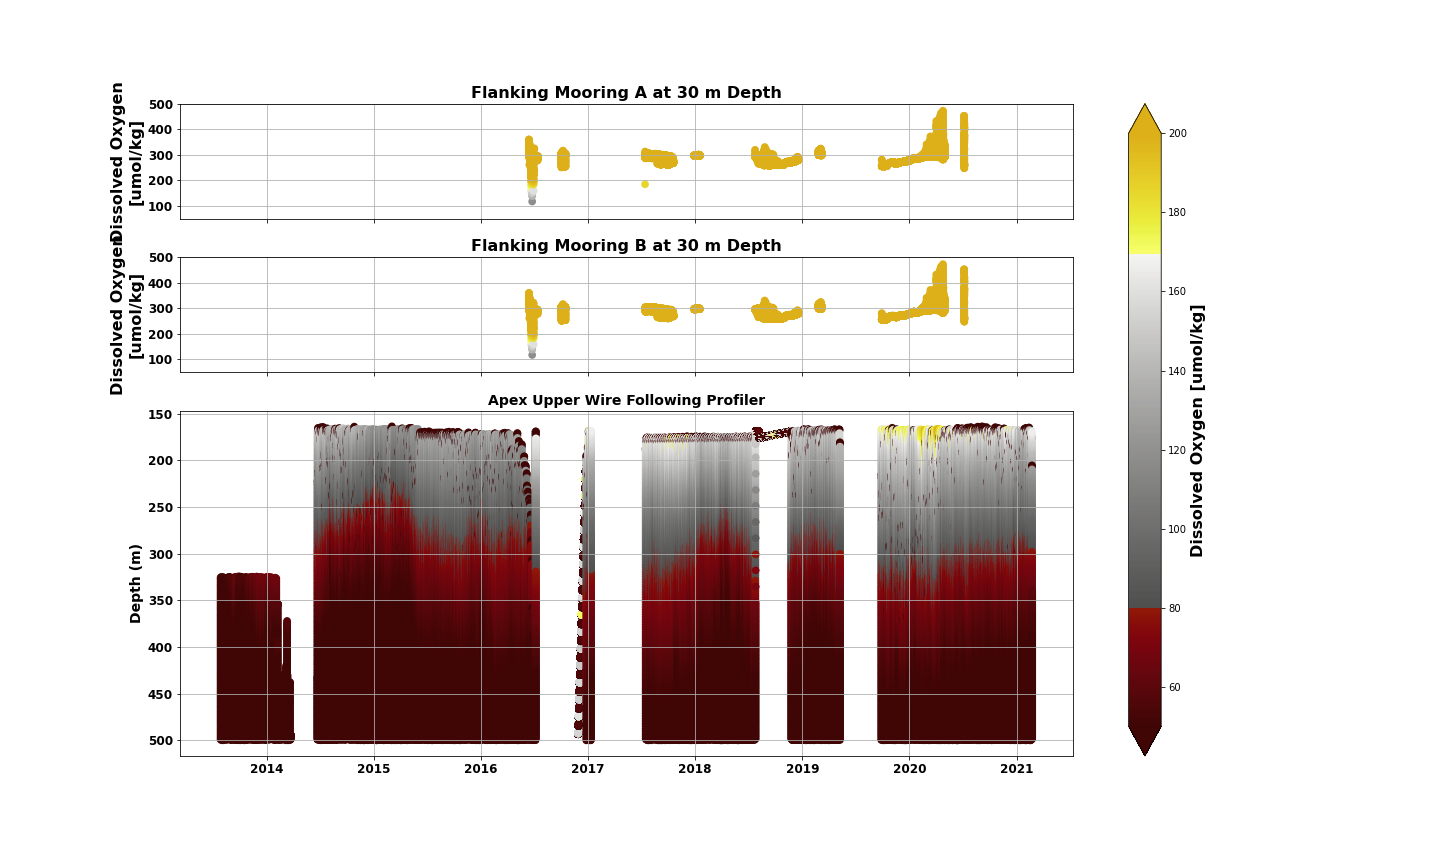 Flanking Mooring A at 30 m Depth
Dissolved Oxygen
[umol/kg]
500
400
300
200
100
Flanking Mooring B at 30 m Depth
Dissolved Oxygen
[umol/kg]
500
400
300
200
100
Apex Upper Wire Following Profiler
Depth (m)
150
200
250
300
350
400
450
500
2014 2015 2016 2017 2018 2019 2020 2021
200
180
160
140
120
100
80
60
Dissolved Oxygen [umol/kg]